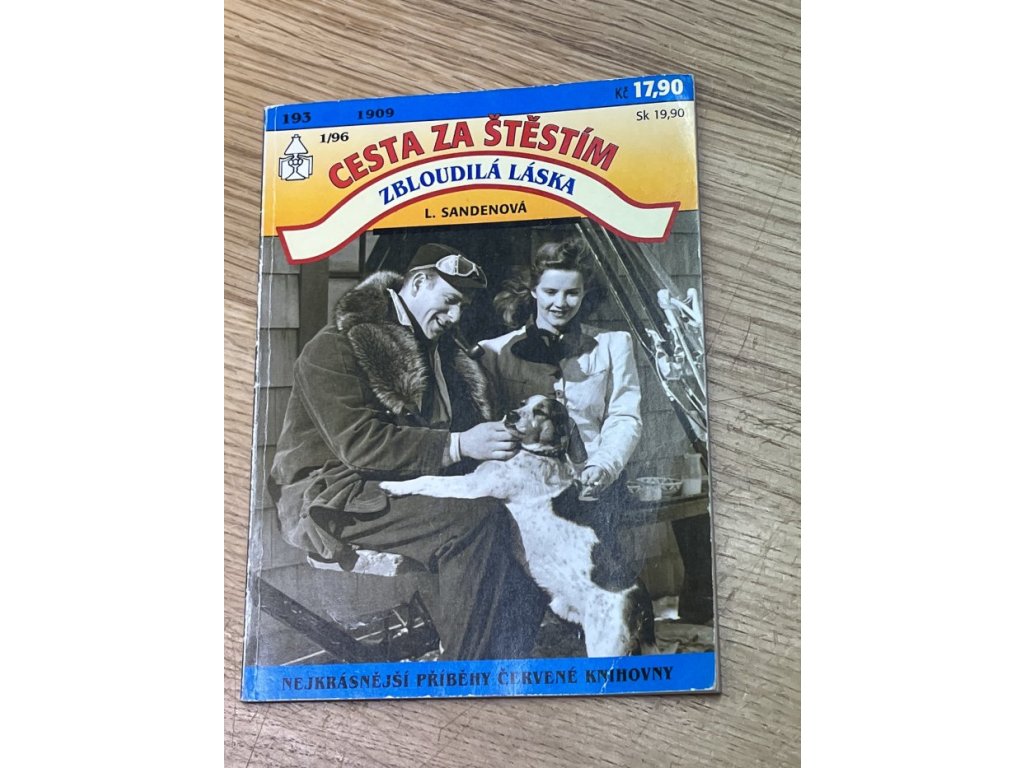 193 1909 Kč 17,90
1/96 Sk 19,90
CESTA ZA ŠTĚSTÍM
ZBLOUDILÁ LÁSKA
L. SANDENOVÁ
NEJKRÁSNĚJŠÍ PŘÍBĚHY ČERVENÉ KNIHOVNY